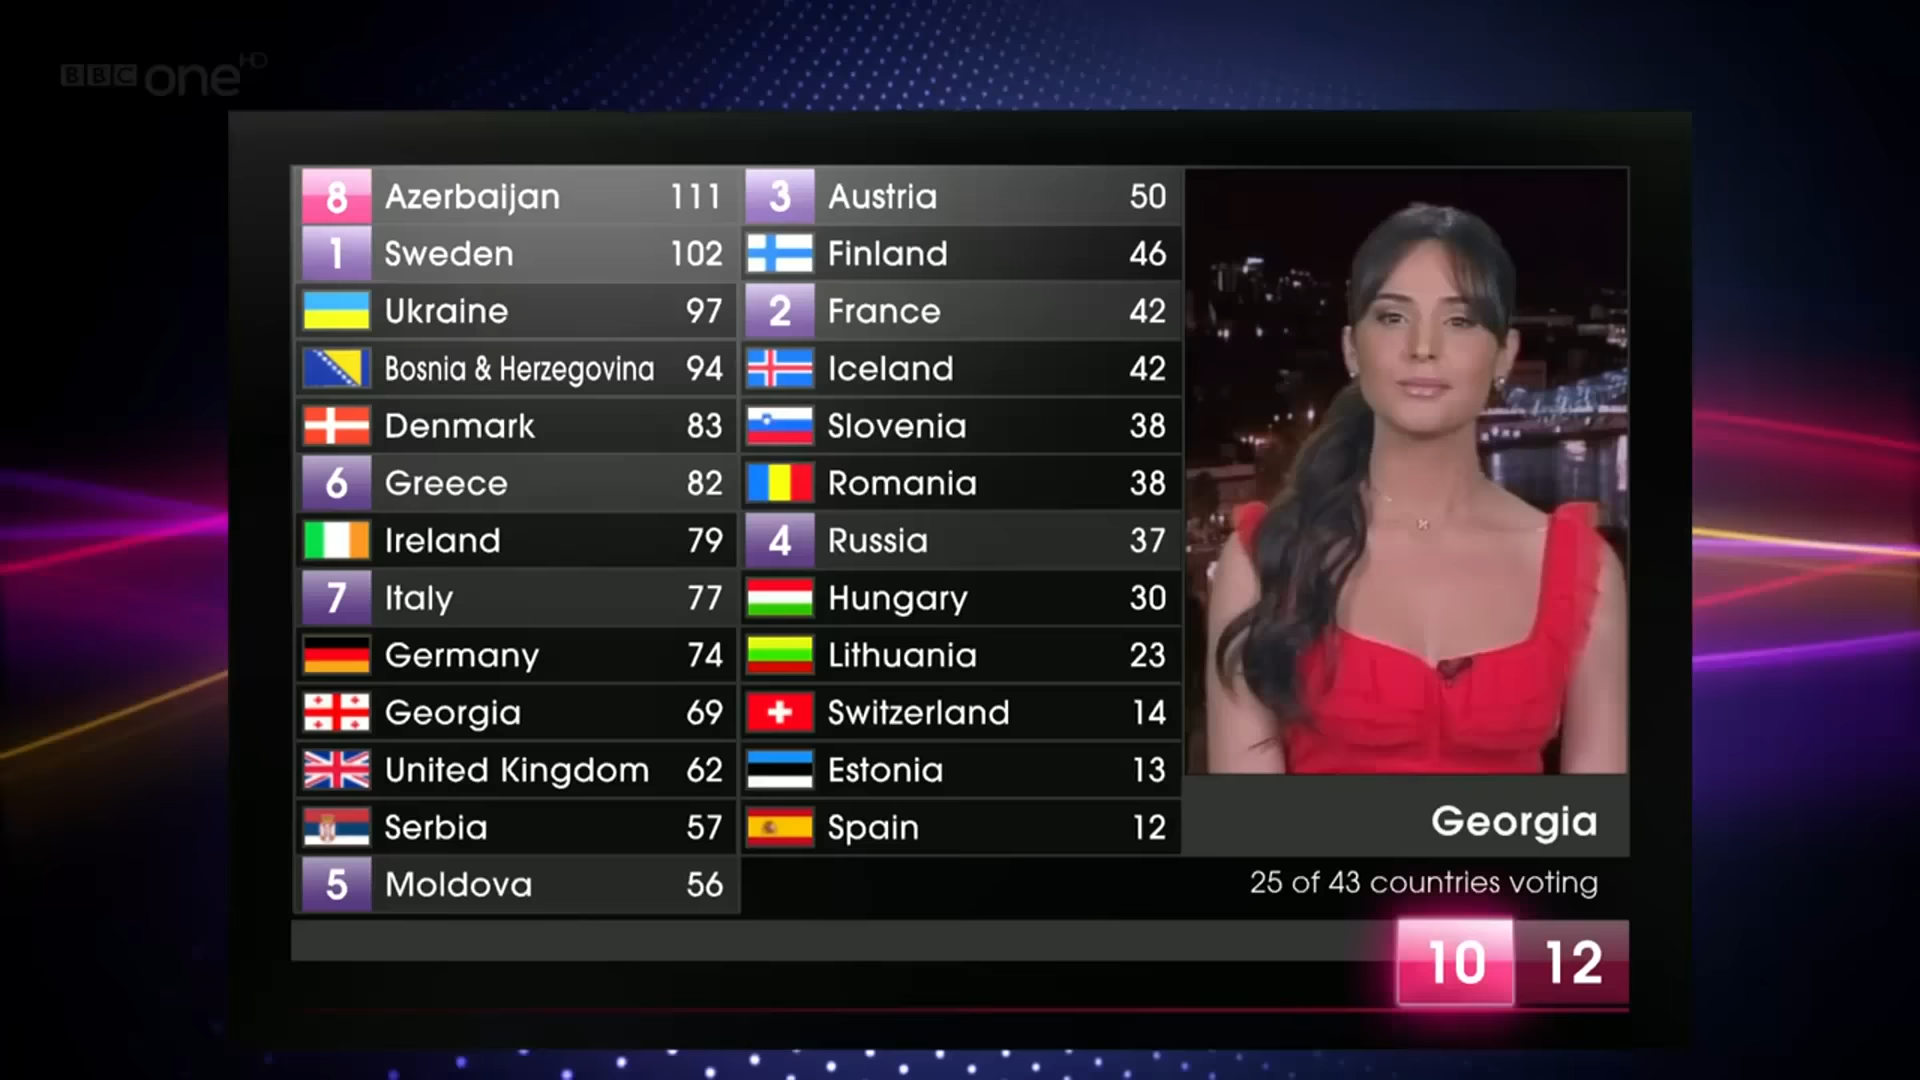 BBC one HD
8 Azerbaijan 111
1 Sweden 102
Ukraine 97
Bosnia & Herzegovina 94
Denmark 83
6 Greece 82
Ireland 79
7 Italy 77
Germany 74
Georgia 69
United Kingdom 62
Serbia 57
5 Moldova 56
3 Austria 50
Finland 46
2 France 42
Iceland 42
Slovenia 38
Romania 38
4 Russia 37
Hungary 30
Lithuania 23
Switzerland 14
Estonia 13
Spain 12
Georgia
25 of 43 countries voting
10 12